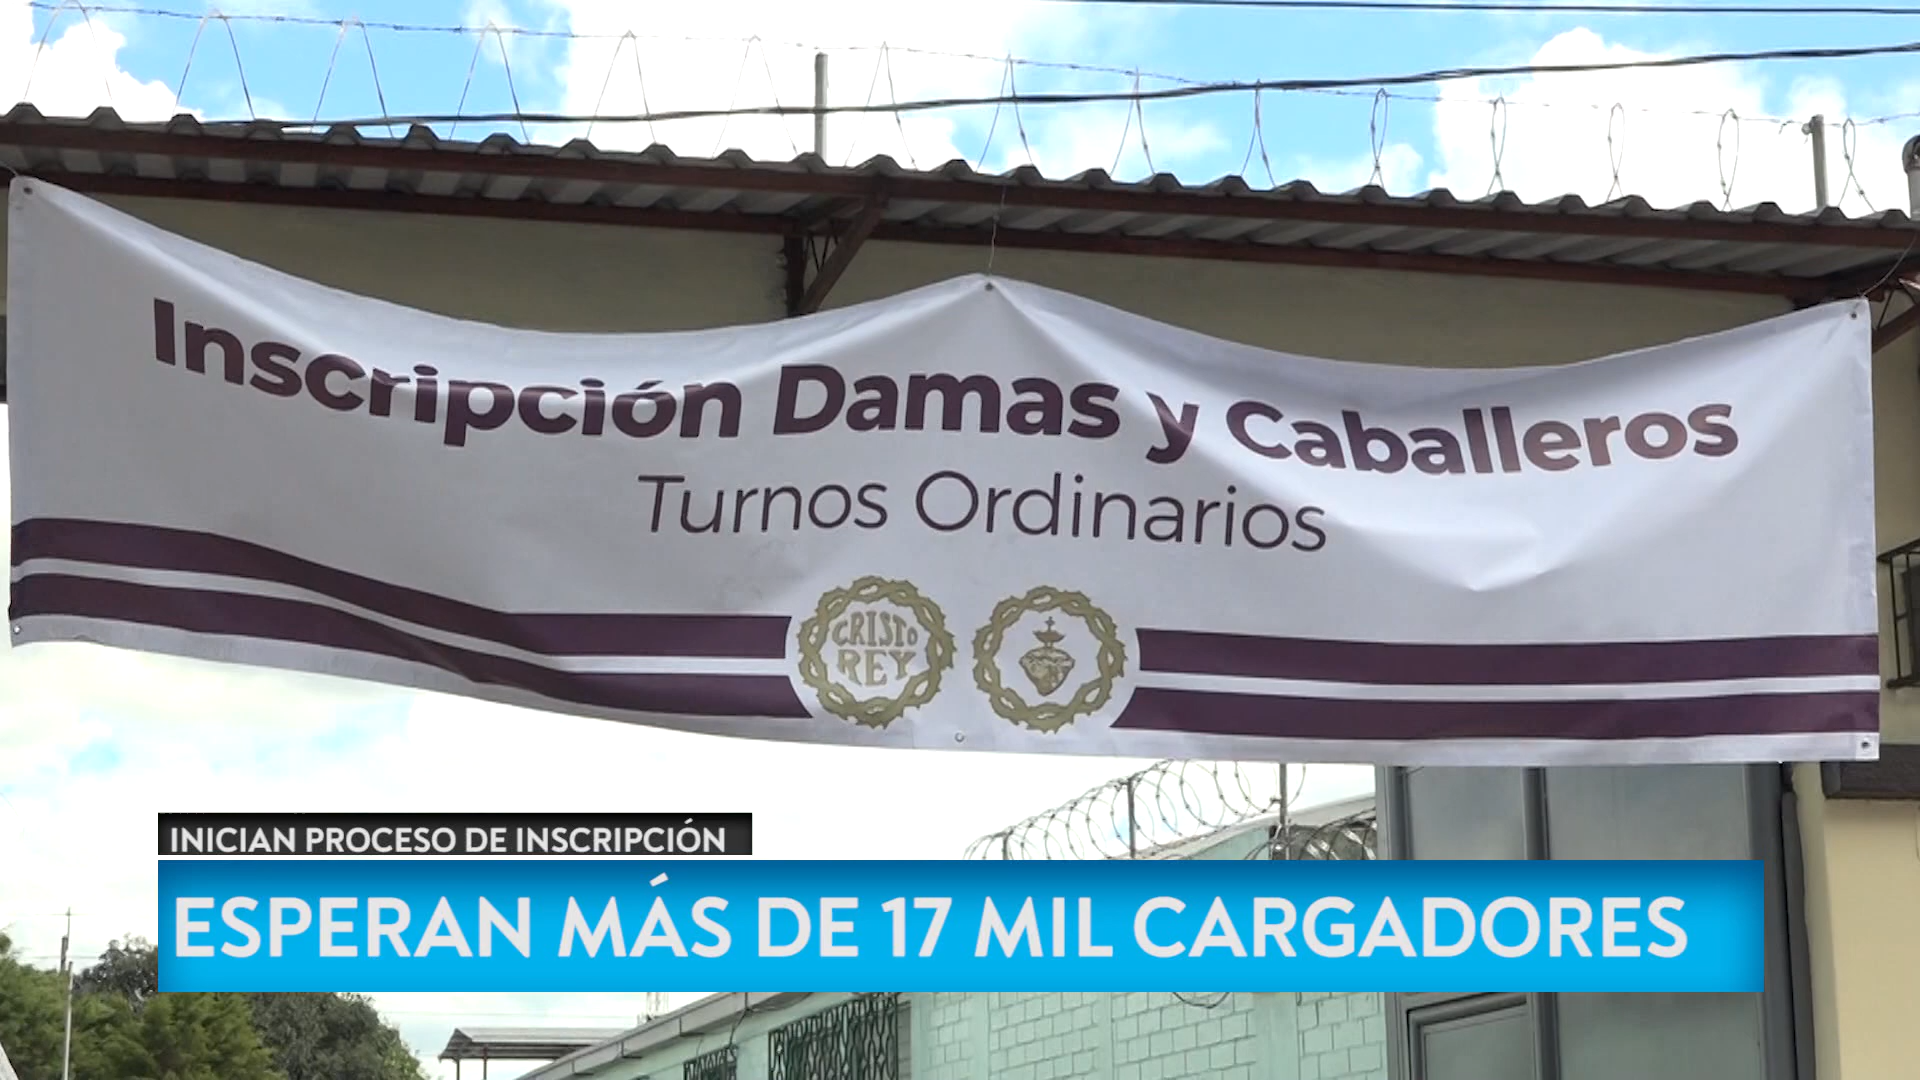 Inscripción Damas y Caballeros
Turnos Ordinarios
CRISTO
REY
INICIAN PROCESO DE INSCRIPCIÓN
ESPERAN MÁS DE 17 MIL CARGADORES